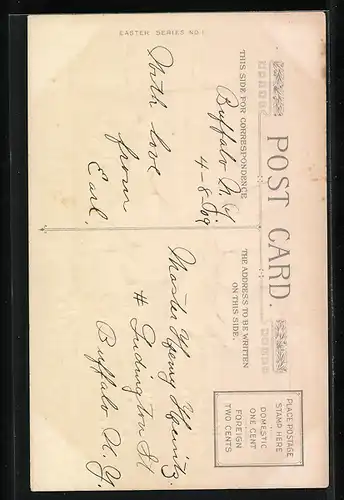 EASTER SERIES NO. 1
POST CARD.
THIS SIDE FOR CORRESPONDENCE
THE ADDRESS TO BE WRITTEN
ON THIS SIDE.
PLACE POSTAGE
STAMP HERE
DOMESTIC
ONE CENT
FOREIGN
TWO CENTS
Buffalo N. Y.
4-8-'09
With love
from
Earl.
Master Henry
# Ludington St
Buffalo N. Y.